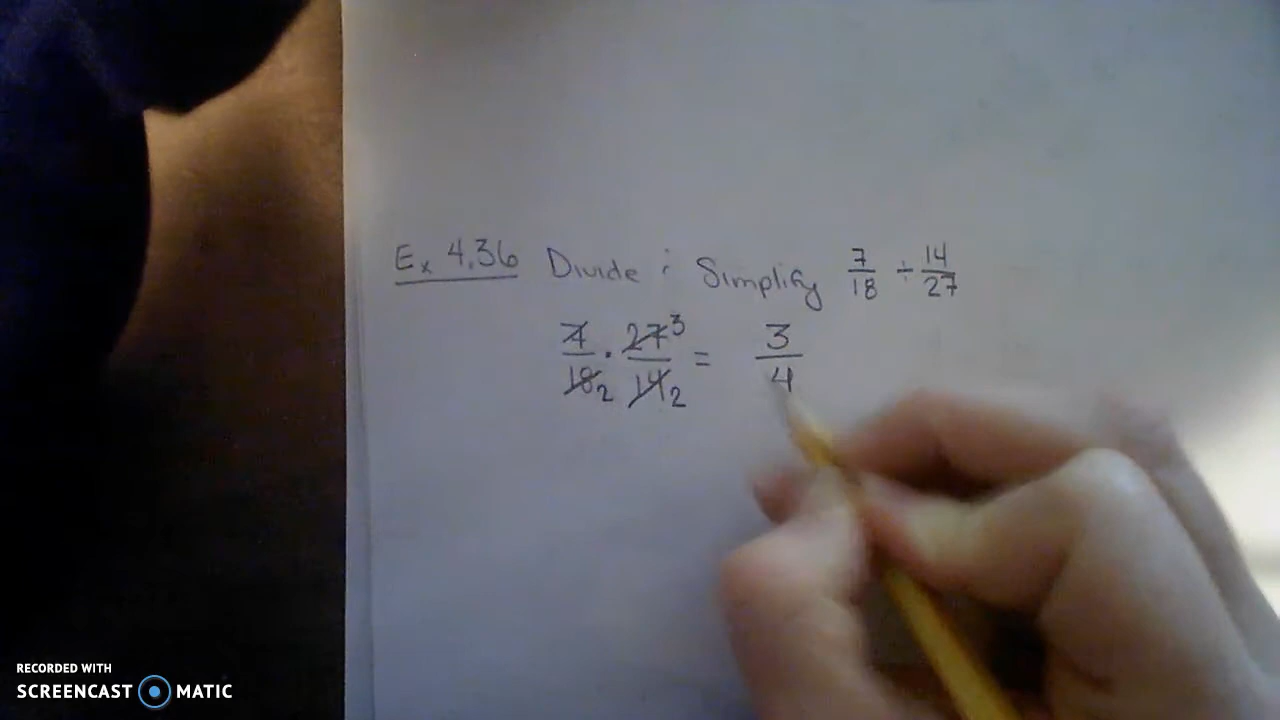 Ex 4.36 Divide & Simplify 7/18 ÷ 14/27
7/18 2 · 27 3/14 2 = 3/4
RECORDED WITH
SCREENCAST MATIC